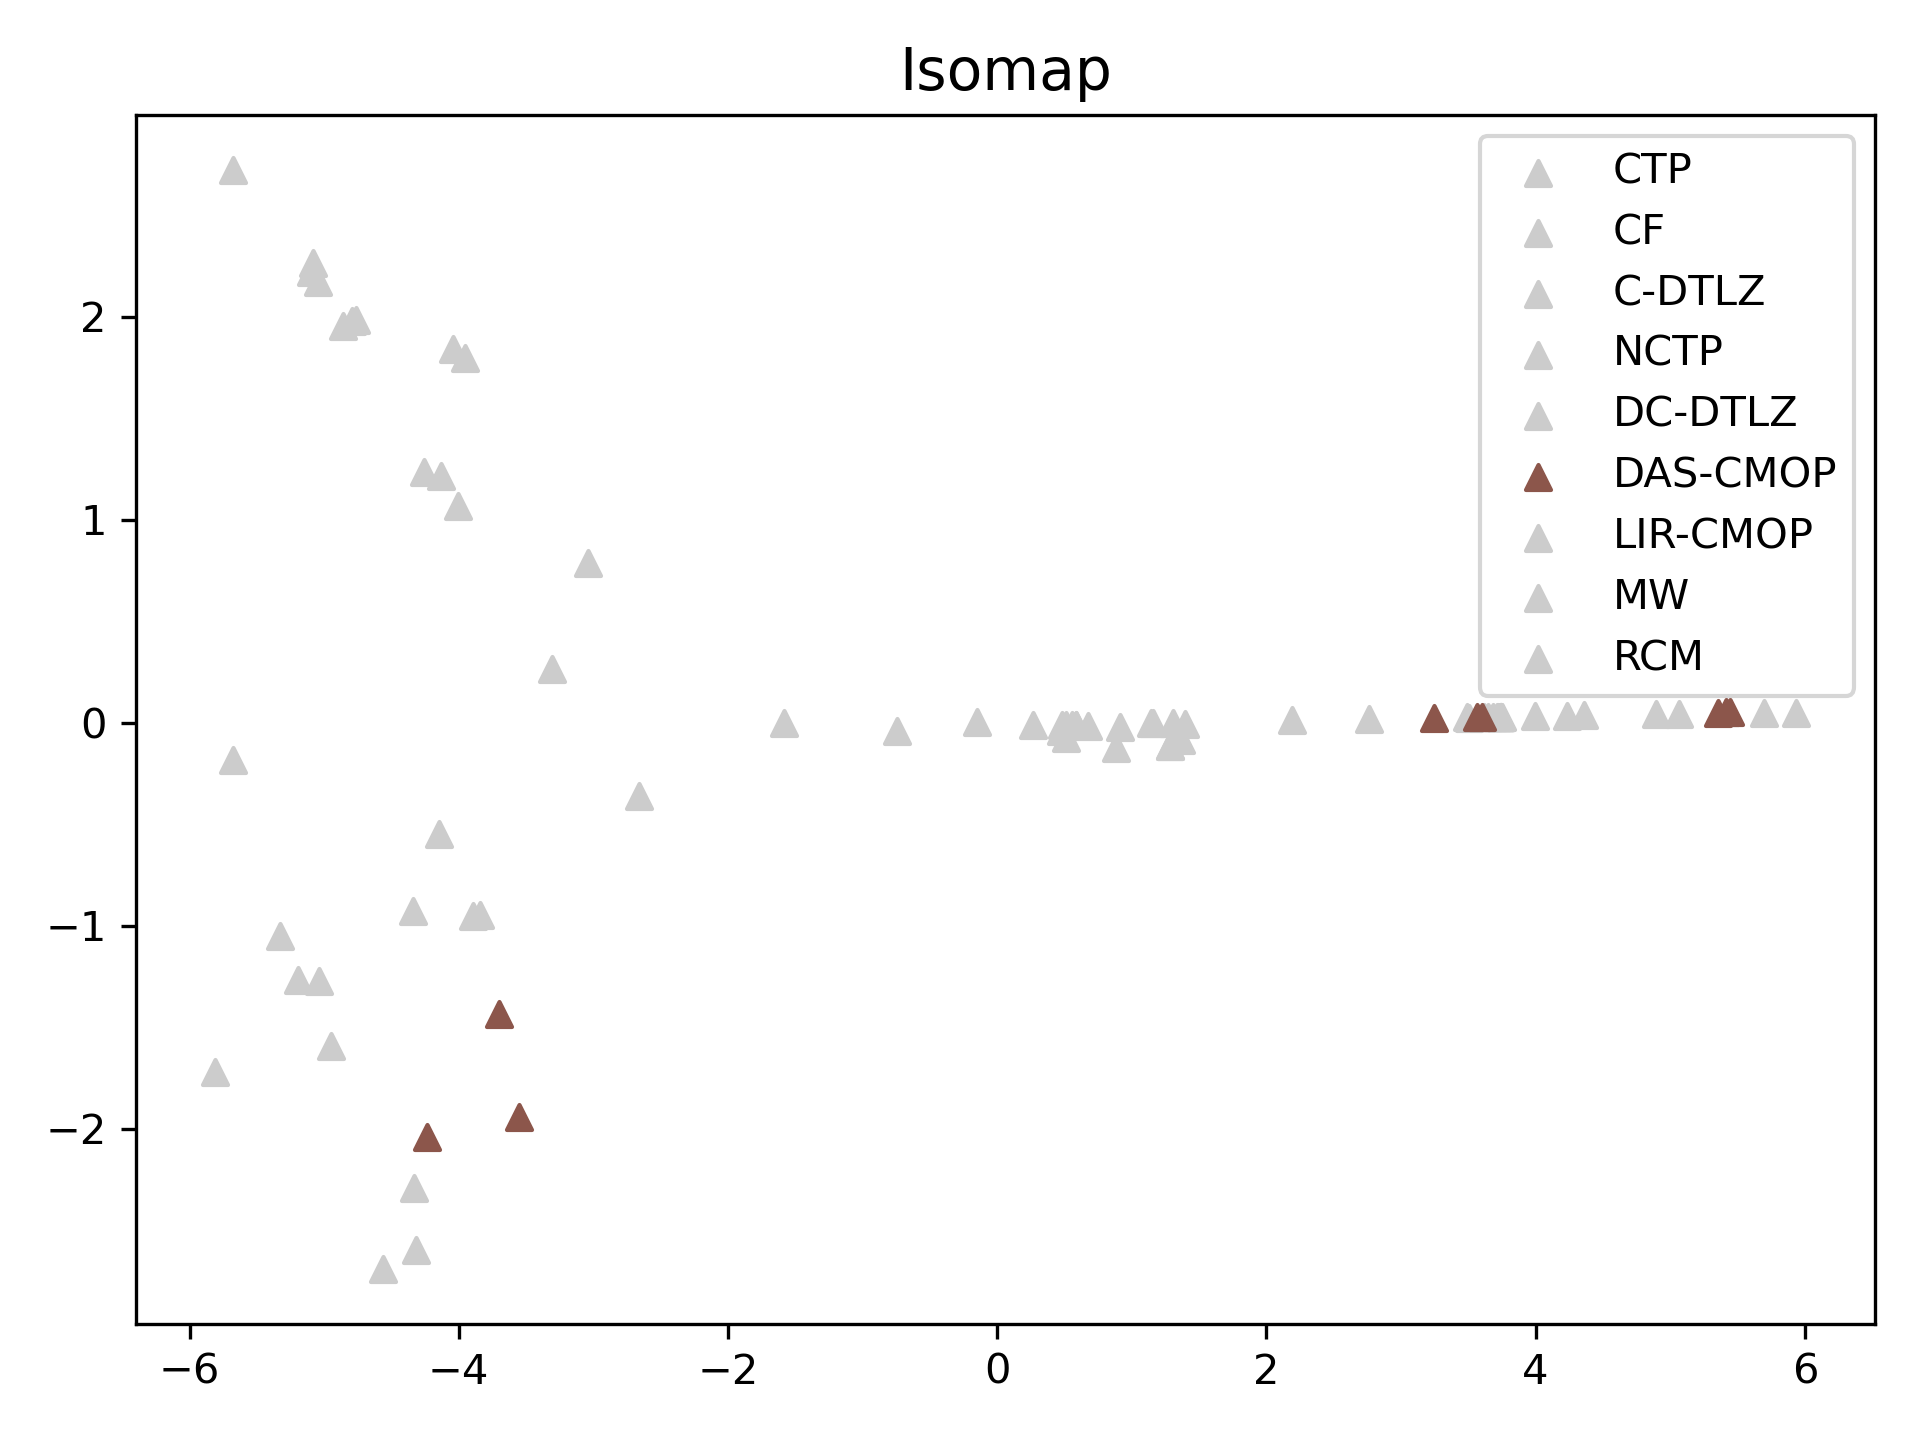 Isomap
CTP
CF
C-DTLZ
NCTP
DC-DTLZ
DAS-CMOP
LIR-CMOP
MW
RCM
2
1
0
−1
−2
−6
−4
−2
0
2
4
6